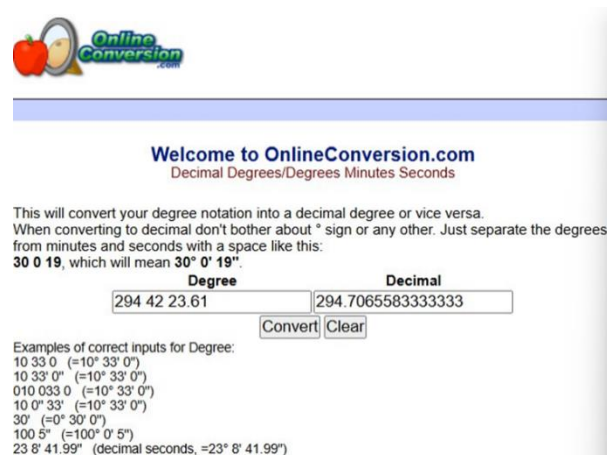 Online
Conversion
.com
Welcome to OnlineConversion.com
Decimal Degrees/Degrees Minutes Seconds
This will convert your degree notation into a decimal degree or vice versa.
When converting to decimal don't bother about ° sign or any other. Just separate the degrees
from minutes and seconds with a space like this:
30 0 19, which will mean 30° 0' 19".
Degree Decimal
294 42 23.61 294.7065583333333
Convert Clear
Examples of correct inputs for Degree:
10 33 0 (=10° 33' 0")
10 33' 0" (=10° 33' 0")
010 033 0 (=10° 33' 0")
10 0" 33' (=10° 33' 0")
30' (=0° 30' 0")
100 5" (=100° 0' 5")
23 8' 41.99" (decimal seconds, =23° 8' 41.99")